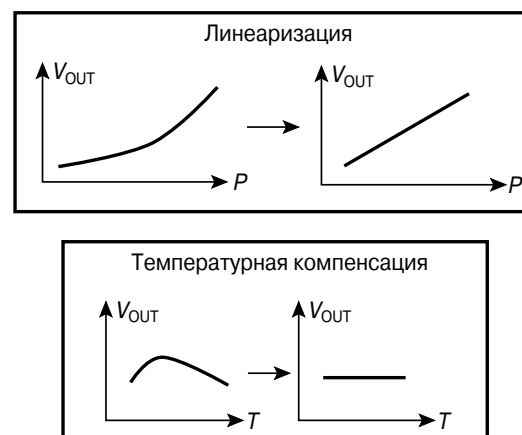 Линеаризация
VOUT
VOUT
P
P
Температурная компенсация
VOUT
VOUT
T
T